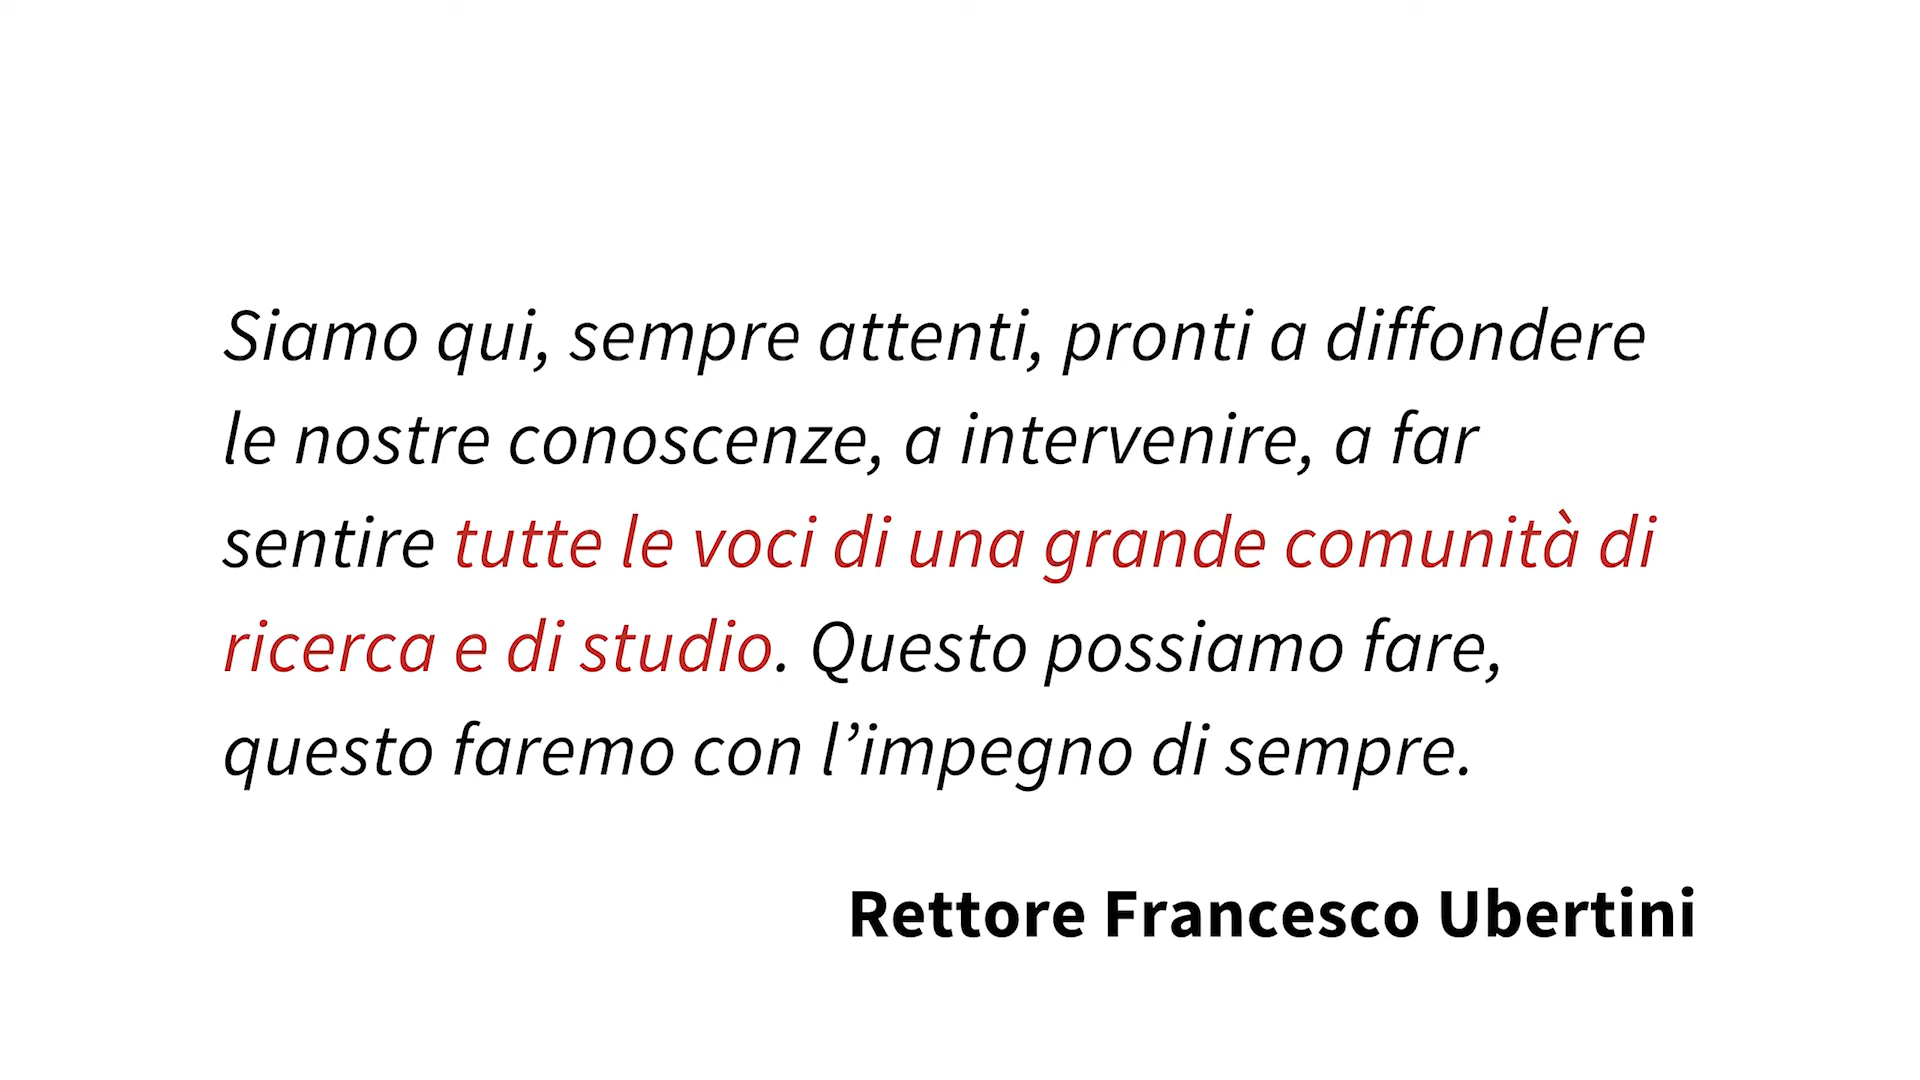 Siamo qui, sempre attenti, pronti a diffondere
le nostre conoscenze, a intervenire, a far
sentire tutte le voci di una grande comunità di
ricerca e di studio. Questo possiamo fare,
questo faremo con l’impegno di sempre.
Rettore Francesco Ubertini